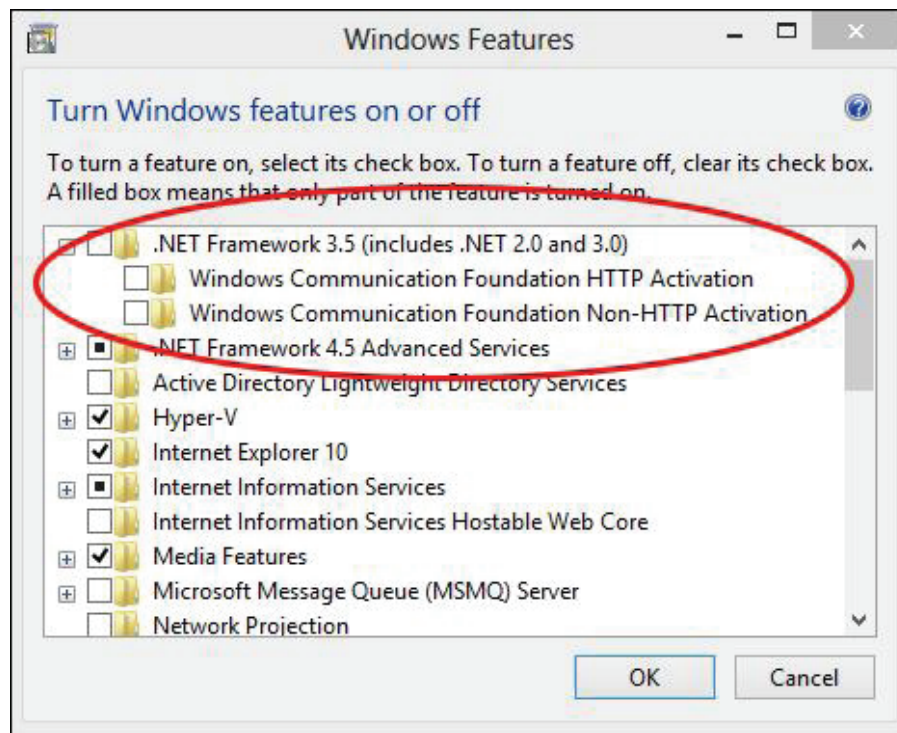 Windows Features
Turn Windows features on or off
To turn a feature on, select its check box. To turn a feature off, clear its check box.
A filled box means that only part of the feature is turned on.
.NET Framework 3.5 (includes .NET 2.0 and 3.0)
Windows Communication Foundation HTTP Activation
Windows Communication Foundation Non-HTTP Activation
.NET Framework 4.5 Advanced Services
Active Directory Lightweight Directory Services
Hyper-V
Internet Explorer 10
Internet Information Services
Internet Information Services Hostable Web Core
Media Features
Microsoft Message Queue (MSMQ) Server
Network Projection
OK Cancel